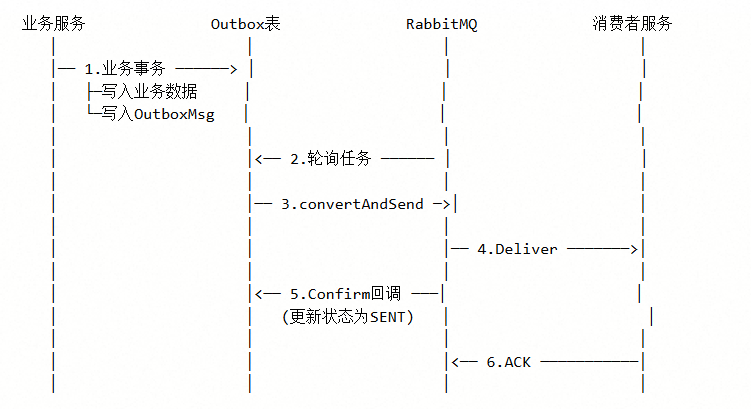 业务服务 Outbox表 RabbitMQ 消费者服务
1.业务事务
写入业务数据
写入OutboxMsg
2.轮询任务
3.convertAndSend
4.Deliver
5.Confirm回调
(更新状态为SENT)
6.ACK